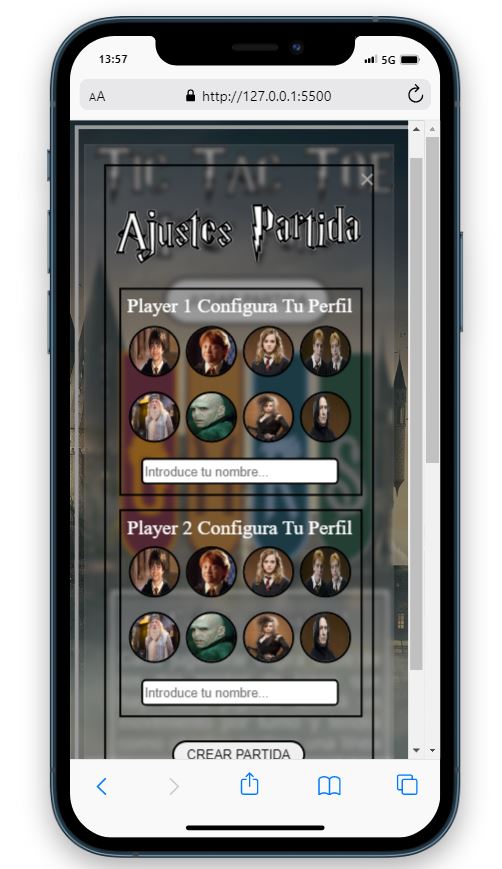 13:57
5G
AA
http://127.0.0.1:5500
Tic Tac Toe
×
Ajustes Partida
Player 1 Configura Tu Perfil
Introduce tu nombre...
Player 2 Configura Tu Perfil
Introduce tu nombre...
CREAR PARTIDA